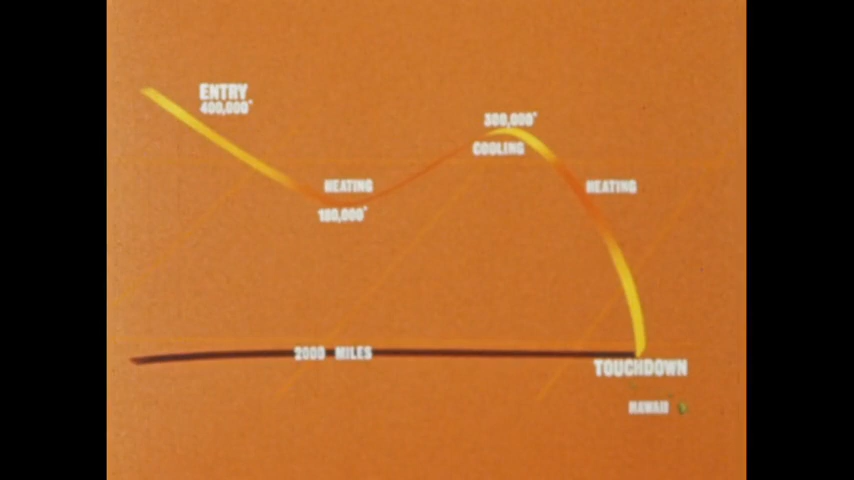 ENTRY
400,000'
300,000'
COOLING
HEATING
HEATING
180,000'
2000 MILES
TOUCHDOWN
HAWAII